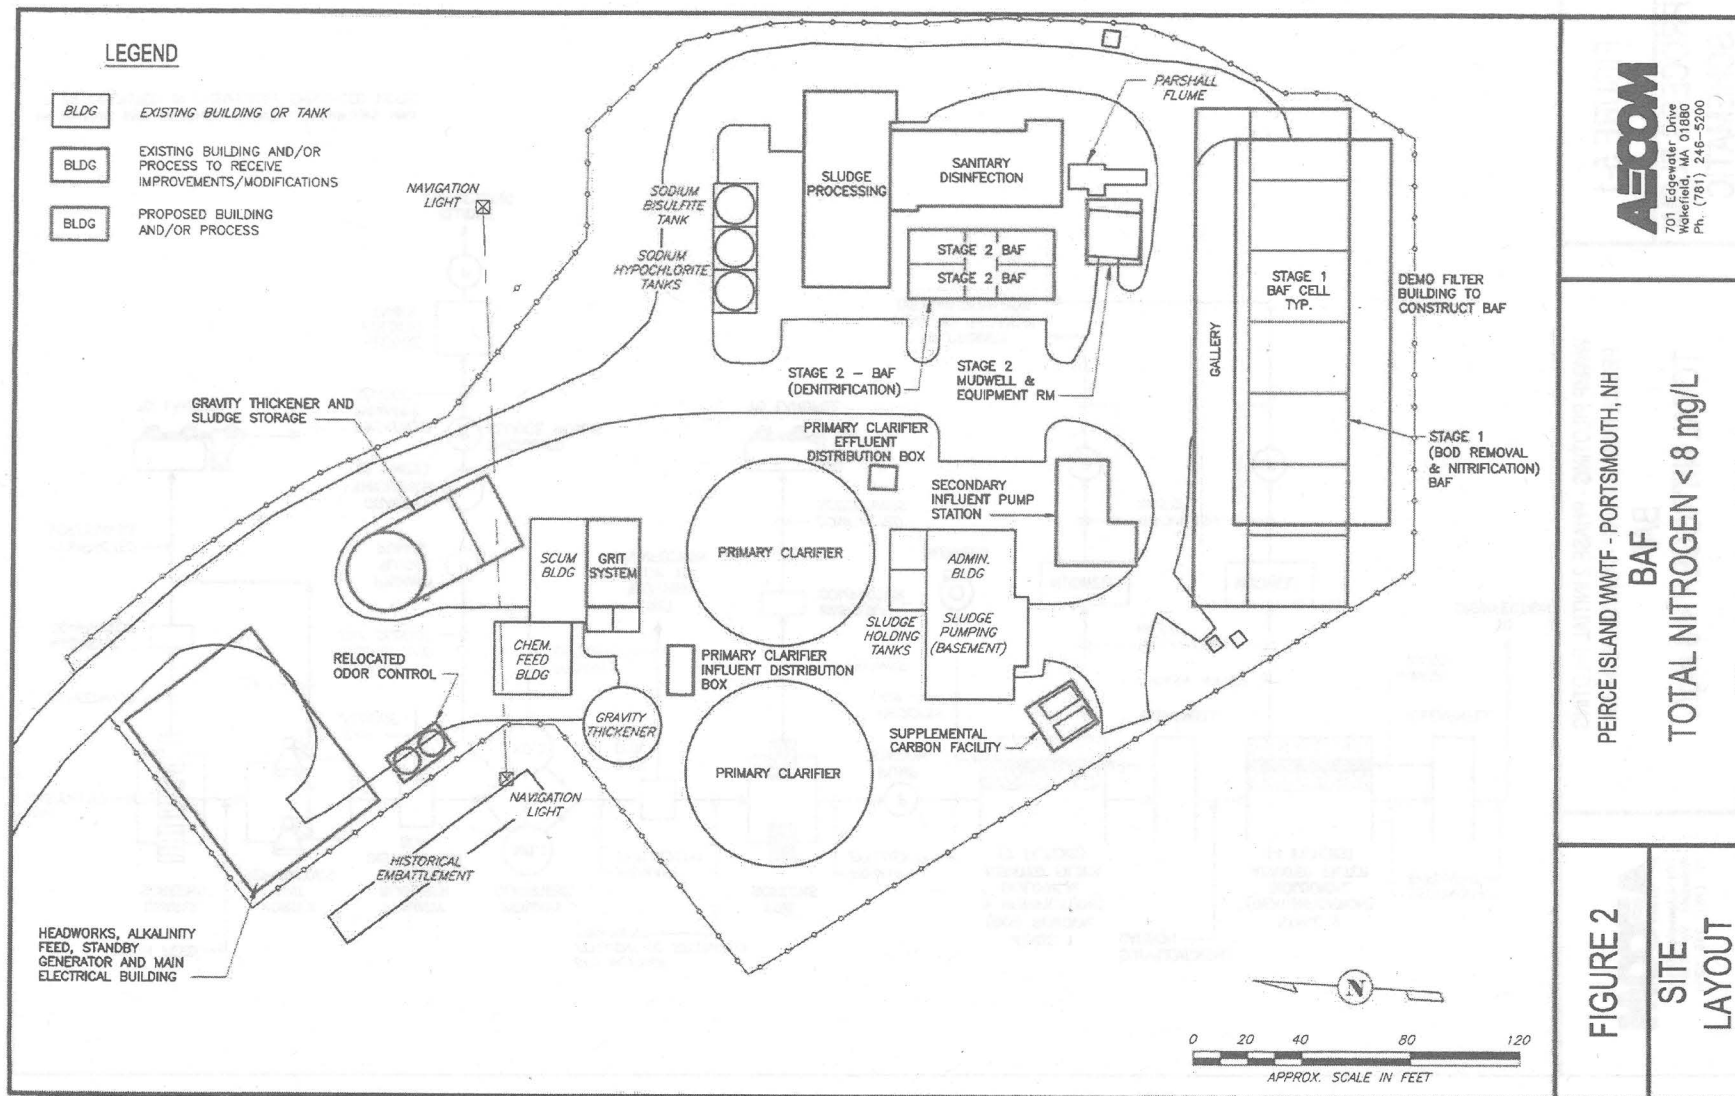 LEGEND
BLDG
EXISTING BUILDING OR TANK
BLDG
EXISTING BUILDING AND/OR
PROCESS TO RECEIVE
IMPROVEMENTS/MODIFICATIONS
BLDG
PROPOSED BUILDING
AND/OR PROCESS
NAVIGATION
LIGHT
SODIUM
BISULFITE
TANK
SODIUM
HYPOCHLORITE
TANKS
SLUDGE
PROCESSING
SANITARY
DISINFECTION
PARSHALL
FLUME
STAGE 2 BAF
STAGE 2 BAF
STAGE 2 - BAF
(DENITRIFICATION)
STAGE 2
MUDWELL &
EQUIPMENT RM
STAGE 1
BAF CELL
TYP.
GALLERY
DEMO FILTER
BUILDING TO
CONSTRUCT BAF
STAGE 1
(BOD REMOVAL
& NITRIFICATION)
BAF
GRAVITY THICKENER AND
SLUDGE STORAGE
PRIMARY CLARIFIER
EFFLUENT
DISTRIBUTION BOX
SECONDARY
INFLUENT PUMP
STATION
SCUM
BLDG
GRIT
SYSTEM
PRIMARY CLARIFIER
ADMIN.
BLDG
SLUDGE
PUMPING
(BASEMENT)
SLUDGE
HOLDING
TANKS
CHEM.
FEED
BLDG
RELOCATED
ODOR CONTROL
PRIMARY CLARIFIER
INFLUENT DISTRIBUTION
BOX
GRAVITY
THICKENER
PRIMARY CLARIFIER
SUPPLEMENTAL
CARBON FACILITY
NAVIGATION
LIGHT
HISTORICAL
EMBATTLEMENT
HEADWORKS, ALKALINITY
FEED, STANDBY
GENERATOR AND MAIN
ELECTRICAL BUILDING
N
0 20 40 80 120
APPROX. SCALE IN FEET
AECOM
701 Edgewater Drive
Wakefield, MA 01880
Ph. (781) 246-5200
PEIRCE ISLAND WWTF - PORTSMOUTH, NH
BAF
TOTAL NITROGEN < 8 mg/L
FIGURE 2
SITE
LAYOUT